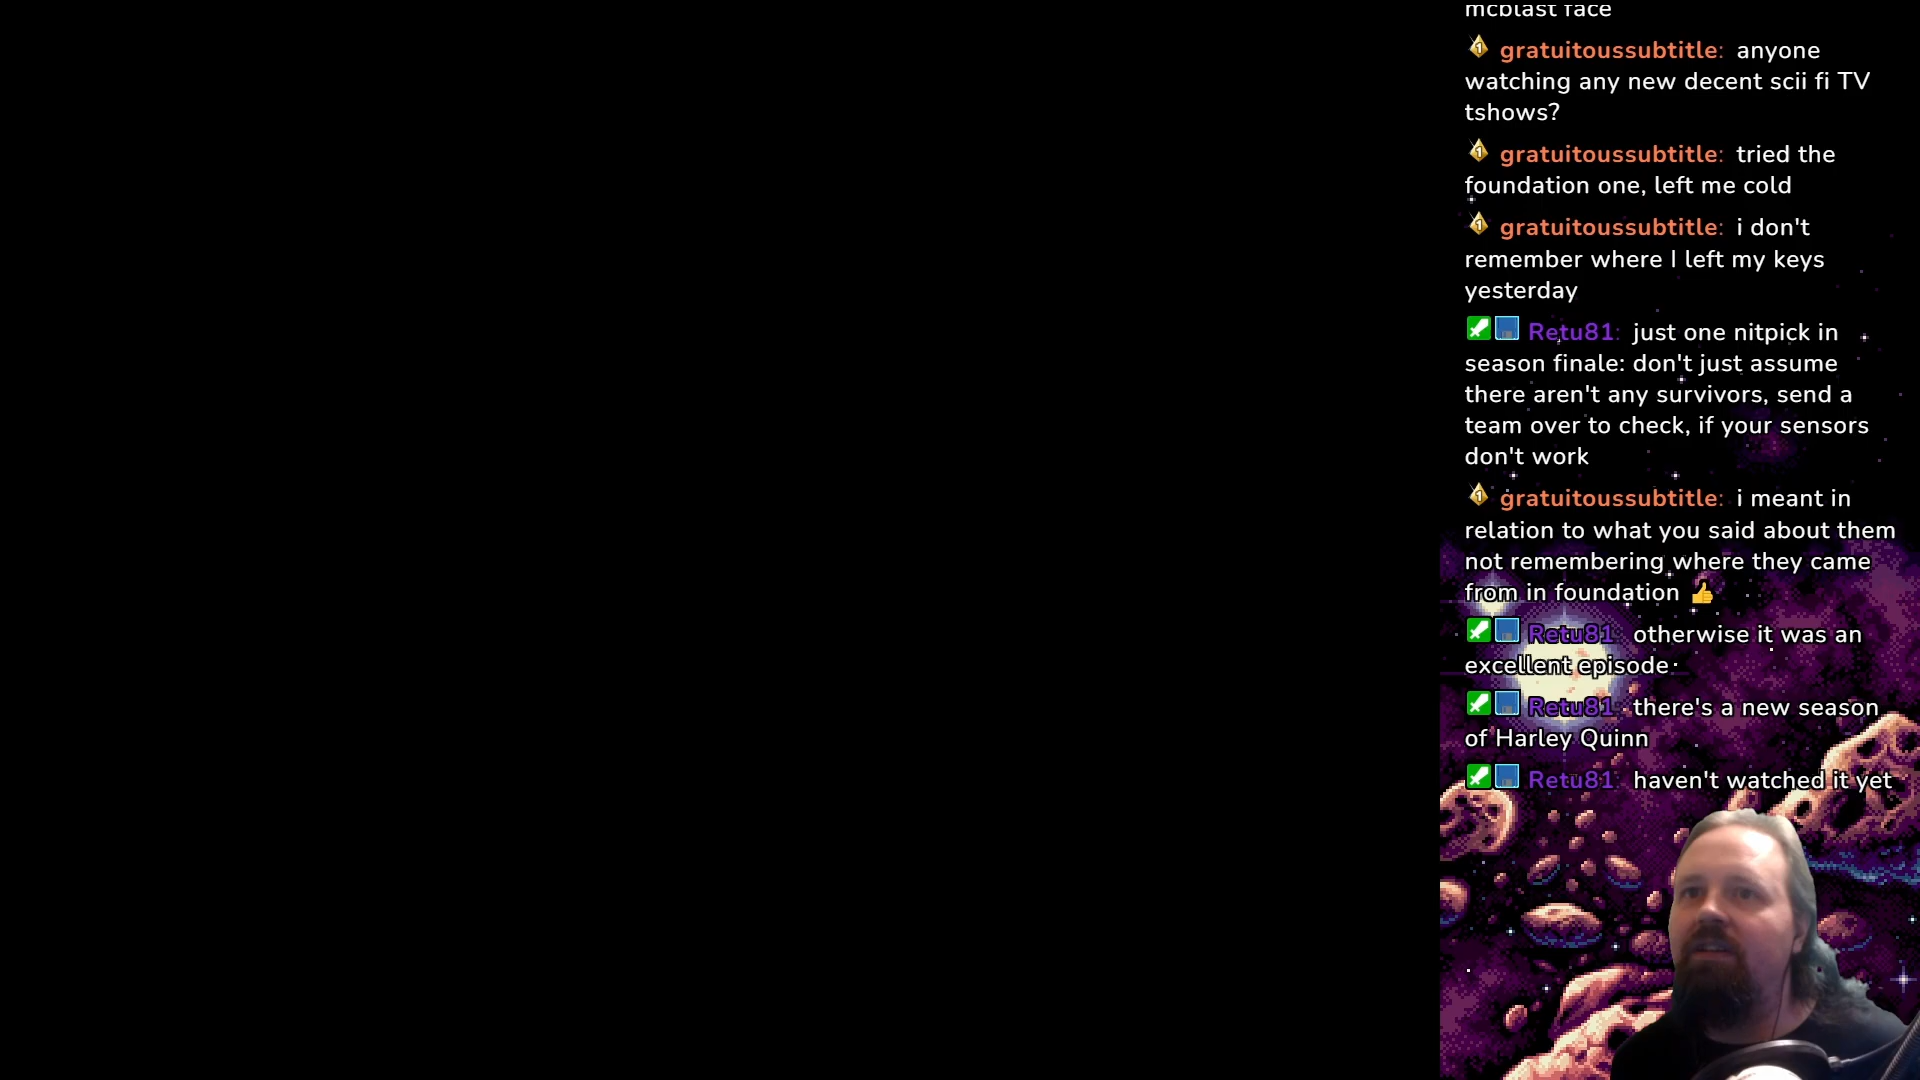 mcblast face
gratuitoussubtitle: anyone
watching any new decent scii fi TV
tshows?
gratuitoussubtitle: tried the
foundation one, left me cold
gratuitoussubtitle: i don't
remember where I left my keys
yesterday
Retu81: just one nitpick in
season finale: don't just assume
there aren't any survivors, send a
team over to check, if your sensors
don't work
gratuitoussubtitle: i meant in
relation to what you said about them
not remembering where they came
from in foundation 👍
Retu81: otherwise it was an
excellent episode
Retu81: there's a new season
of Harley Quinn
Retu81: haven't watched it yet